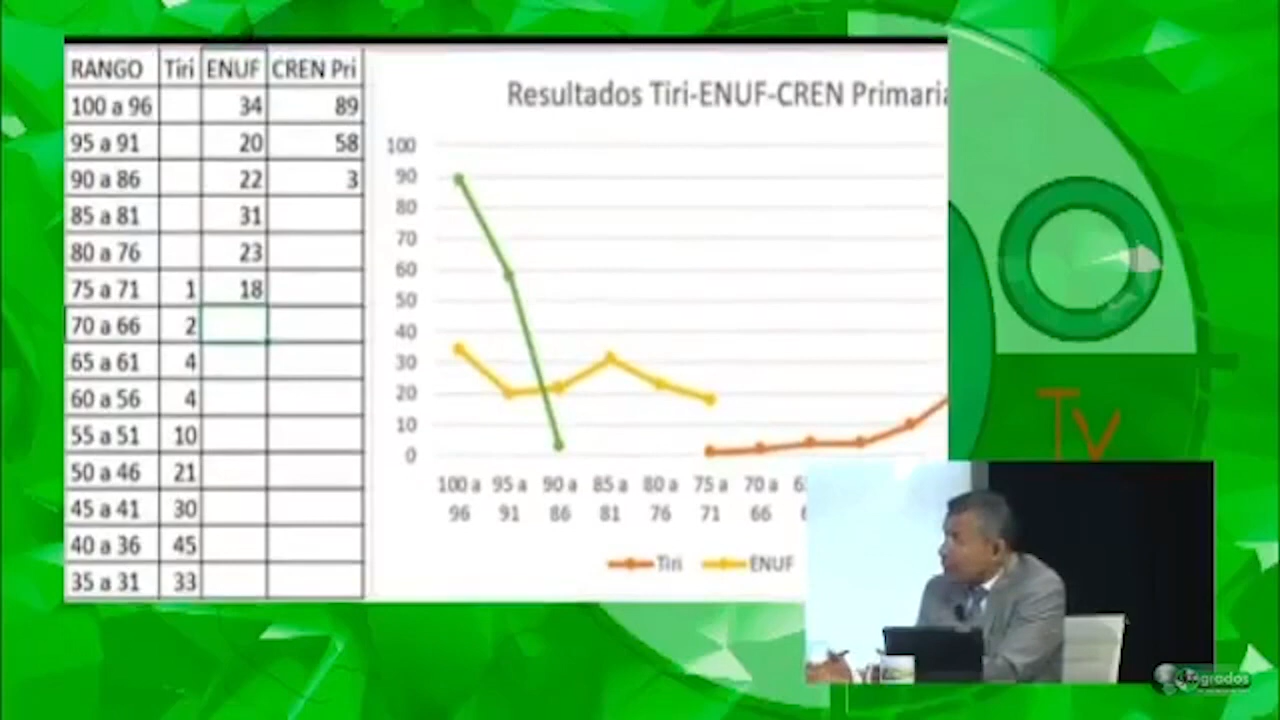 RANGO Tiri ENUF CREN Pri
100 a 96 34 89
95 a 91 20 58
90 a 86 22 3
85 a 81 31
80 a 76 23
75 a 71 1 18
70 a 66 2
65 a 61 4
60 a 56 4
55 a 51 10
50 a 46 21
45 a 41 30
40 a 36 45
35 a 31 33
Resultados Tiri-ENUF-CREN Primaria
100
90
80
70
60
50
40
30
20
10
0
100 a 95 a 90 a 85 a 80 a 75 a 70 a
96 91 86 81 76 71 66
Tiri ENUF
Tv